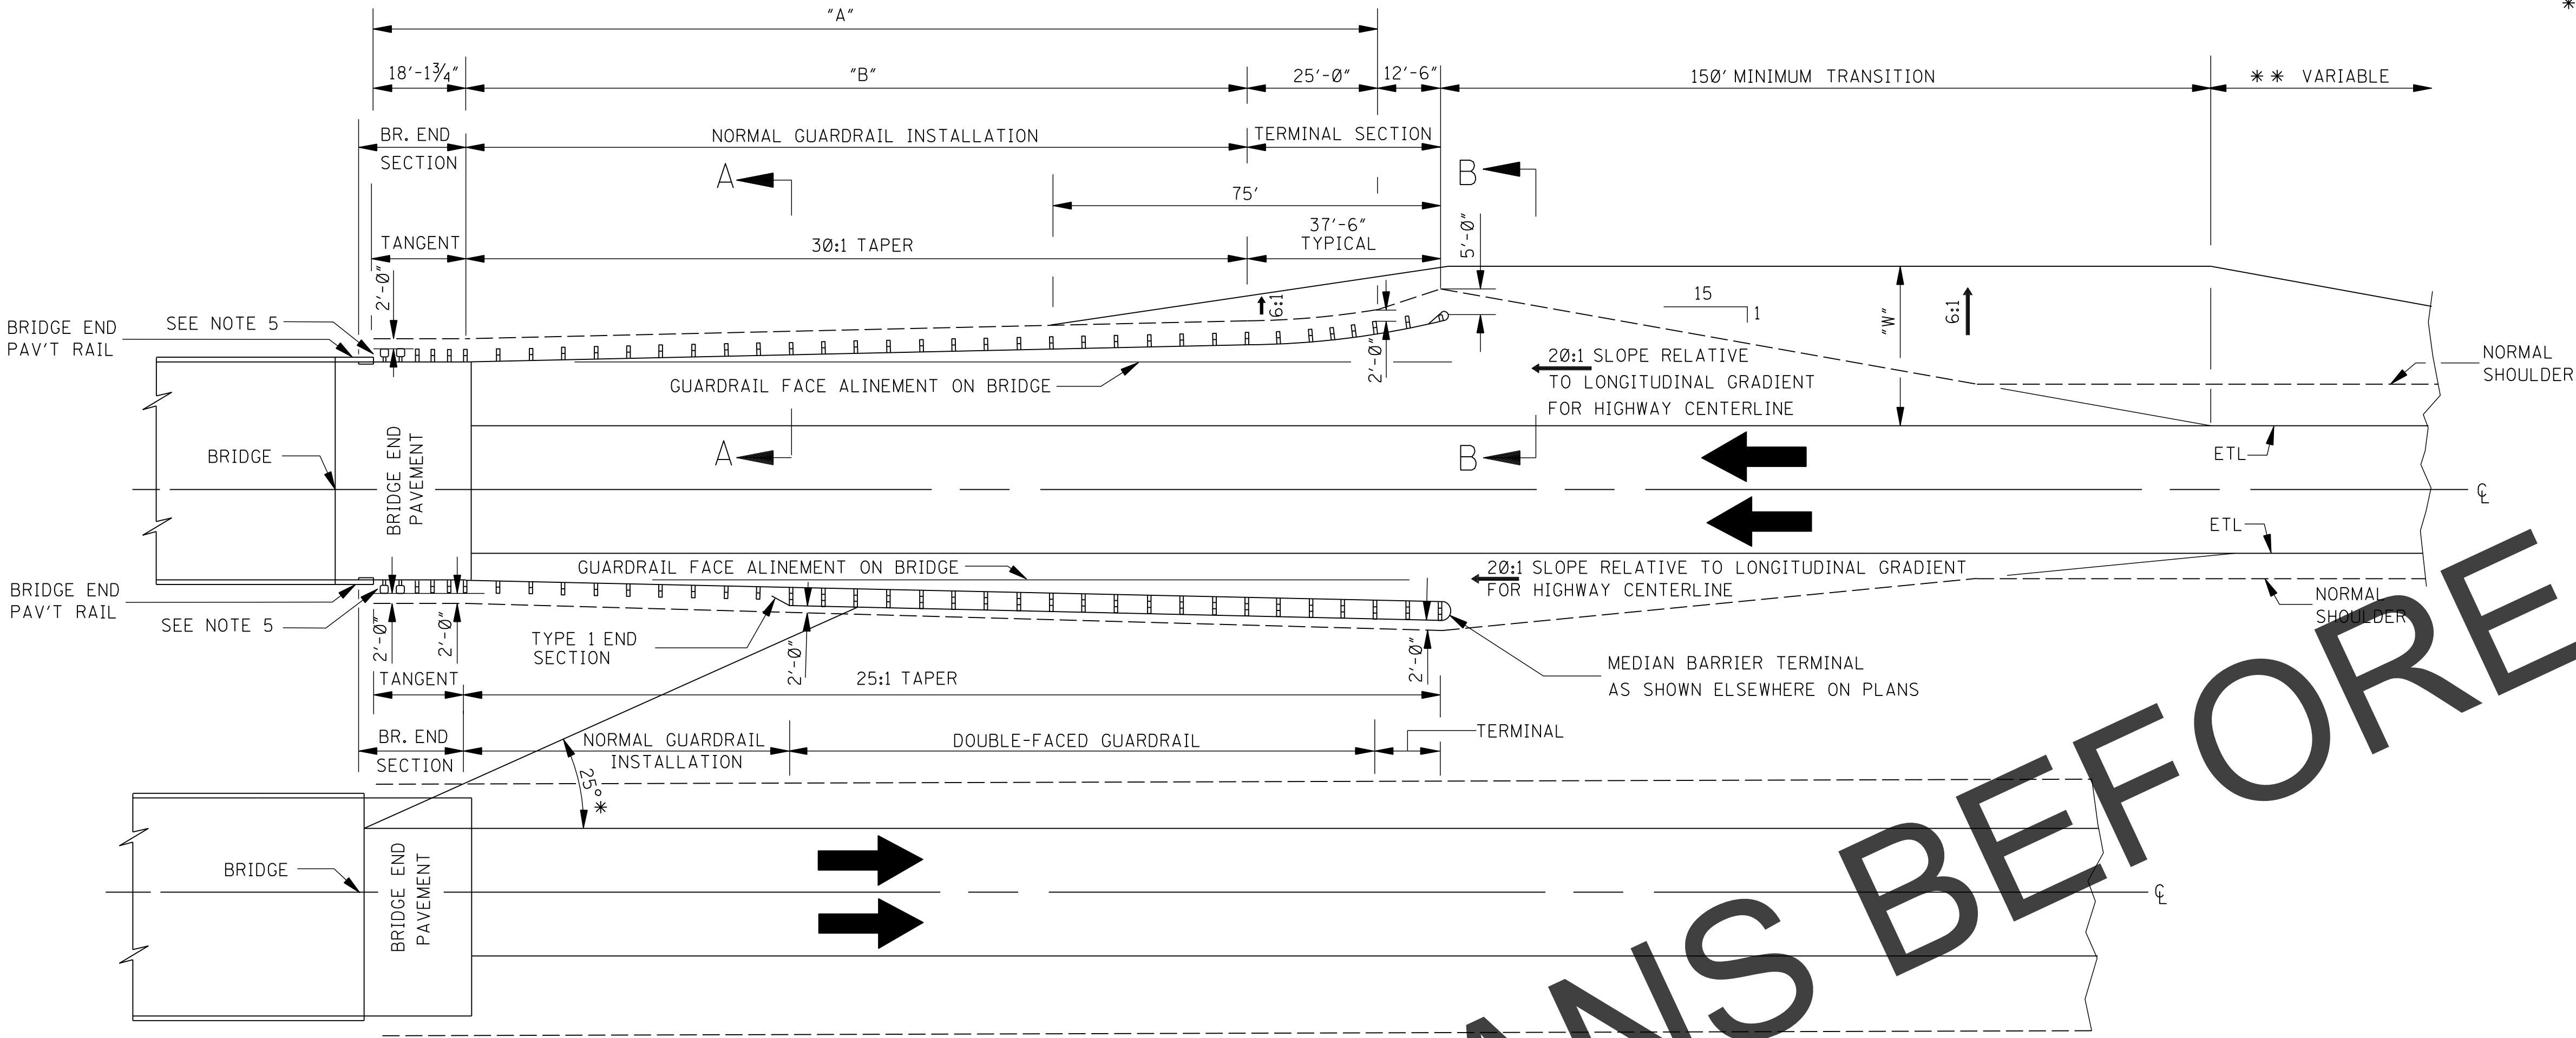 *
"A"
18'-1¾"
"B"
25'-0"
12'-6"
150' MINIMUM TRANSITION
** VARIABLE
BR. END
SECTION
NORMAL GUARDRAIL INSTALLATION
TERMINAL SECTION
A
B
75'
37'-6"
TYPICAL
5'-0"
TANGENT
30:1 TAPER
2'-0"
6:1
15
1
"W"
6:1
BRIDGE END
PAV'T RAIL
SEE NOTE 5
2'-0"
GUARDRAIL FACE ALINEMENT ON BRIDGE
20:1 SLOPE RELATIVE
TO LONGITUDINAL GRADIENT
FOR HIGHWAY CENTERLINE
NORMAL
SHOULDER
BRIDGE
BRIDGE END
PAVEMENT
A
B
ETL
CL
ETL
GUARDRAIL FACE ALINEMENT ON BRIDGE
20:1 SLOPE RELATIVE TO LONGITUDINAL GRADIENT
FOR HIGHWAY CENTERLINE
BRIDGE END
PAV'T RAIL
SEE NOTE 5
2'-0"
2'-0"
TYPE 1 END
SECTION
2'-0"
2'-0"
NORMAL
SHOULDER
MEDIAN BARRIER TERMINAL
AS SHOWN ELSEWHERE ON PLANS
TANGENT
25:1 TAPER
BR. END
SECTION
NORMAL GUARDRAIL
INSTALLATION
DOUBLE-FACED GUARDRAIL
TERMINAL
25°*
BRIDGE
BRIDGE END
PAVEMENT
CL
ANS BEFORE